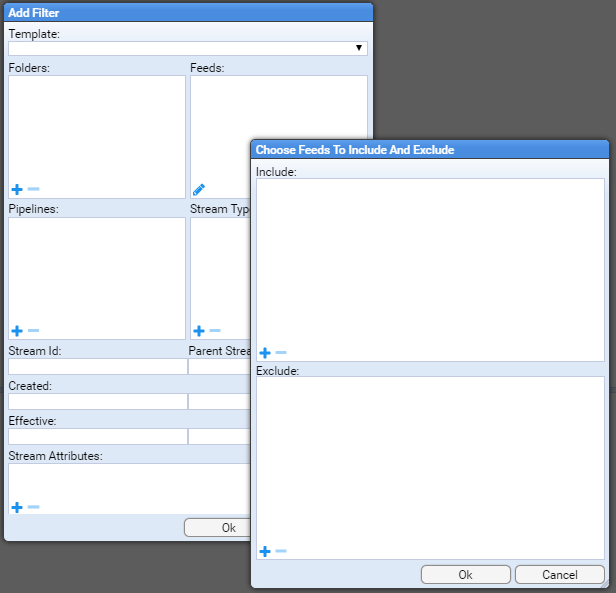 Add Filter
Template:
Folders:
Feeds:
Choose Feeds To Include And Exclude
Include:
Pipelines:
Stream Typ
Stream Id:
Parent Strea
Exclude:
Created:
Effective:
Stream Attributes:
Ok
Ok
Cancel